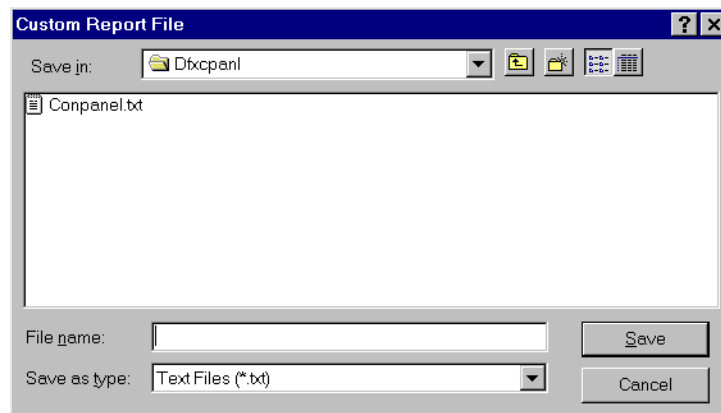 Custom Report File
Save in: Dfxcpanl
Conpanel.txt
File name: Save
Save as type: Text Files (*.txt) Cancel